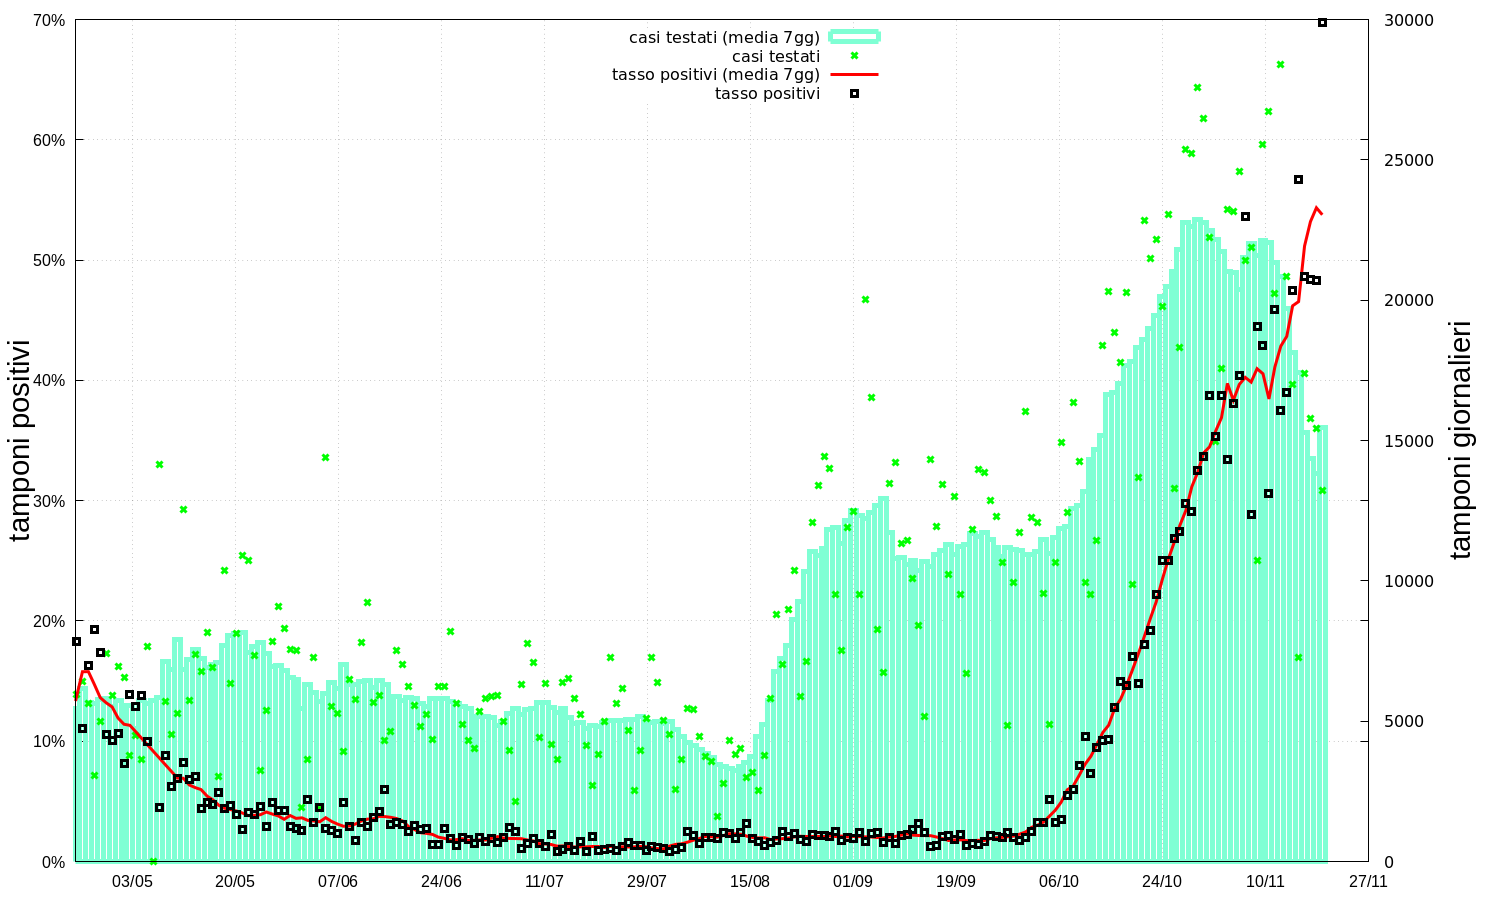 casi testati (media 7gg)
casi testati
tasso positivi (media 7gg)
tasso positivi
tamponi positivi
70%
60%
50%
40%
30%
20%
10%
0%
30000
25000
20000
15000
10000
5000
0
tamponi giornalieri
03/05 20/05 07/06 24/06 11/07 29/07 15/08 01/09 19/09 06/10 24/10 10/11 27/11